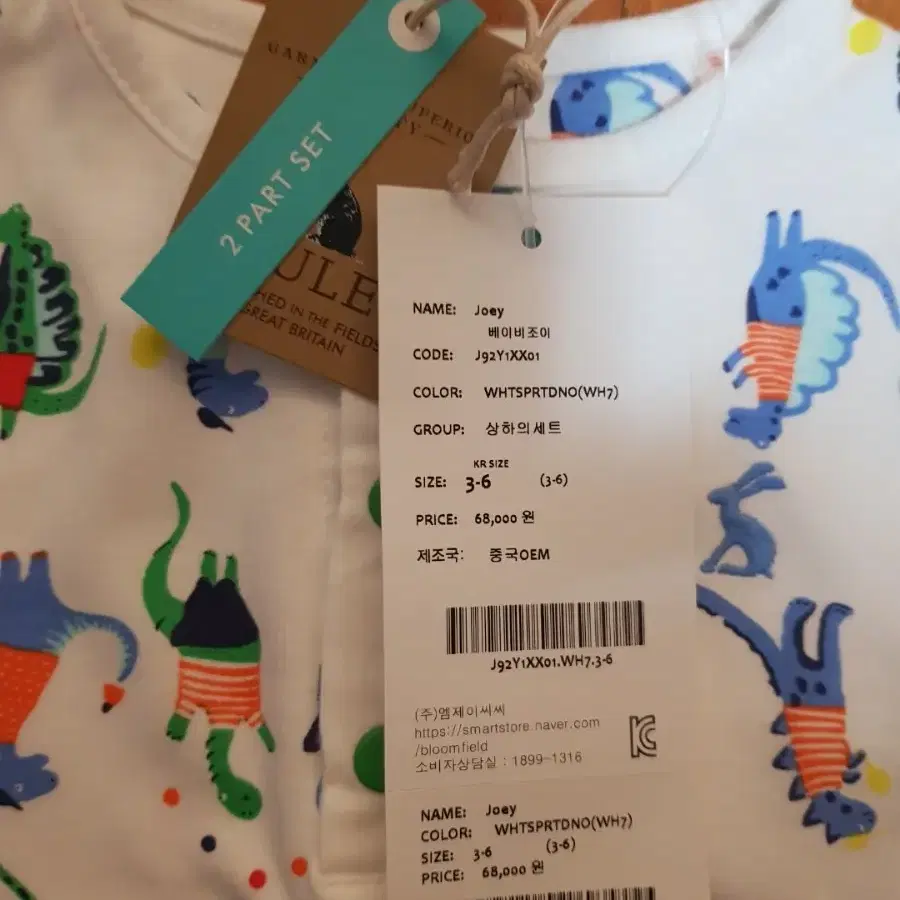 2 PART SET
GREAT BRITAIN
IN THE FIELDS
NAME: Joey
베이비조이
CODE: J92Y1XX01
COLOR: WHTSPRTDNO(WH7)
GROUP: 상하의세트
KR SIZE
SIZE: 3-6 (3-6)
PRICE: 68,000 원
제조국: 중국OEM
J92Y1XX01.WH7.3-6
(주)엠제이씨씨
https://smartstore.naver.com
/bloomfield
소비자상담실 : 1899-1316
NAME: Joey
COLOR: WHTSPRTDNO(WH7)
SIZE: 3-6 (3-6)
PRICE: 68,000 원